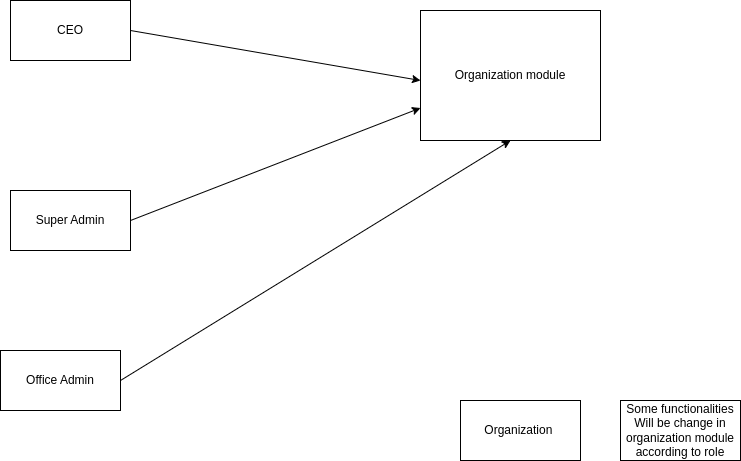 CEO
Organization module
Super Admin
Office Admin
Organization
Some functionalities
Will be change in
organization module
according to role